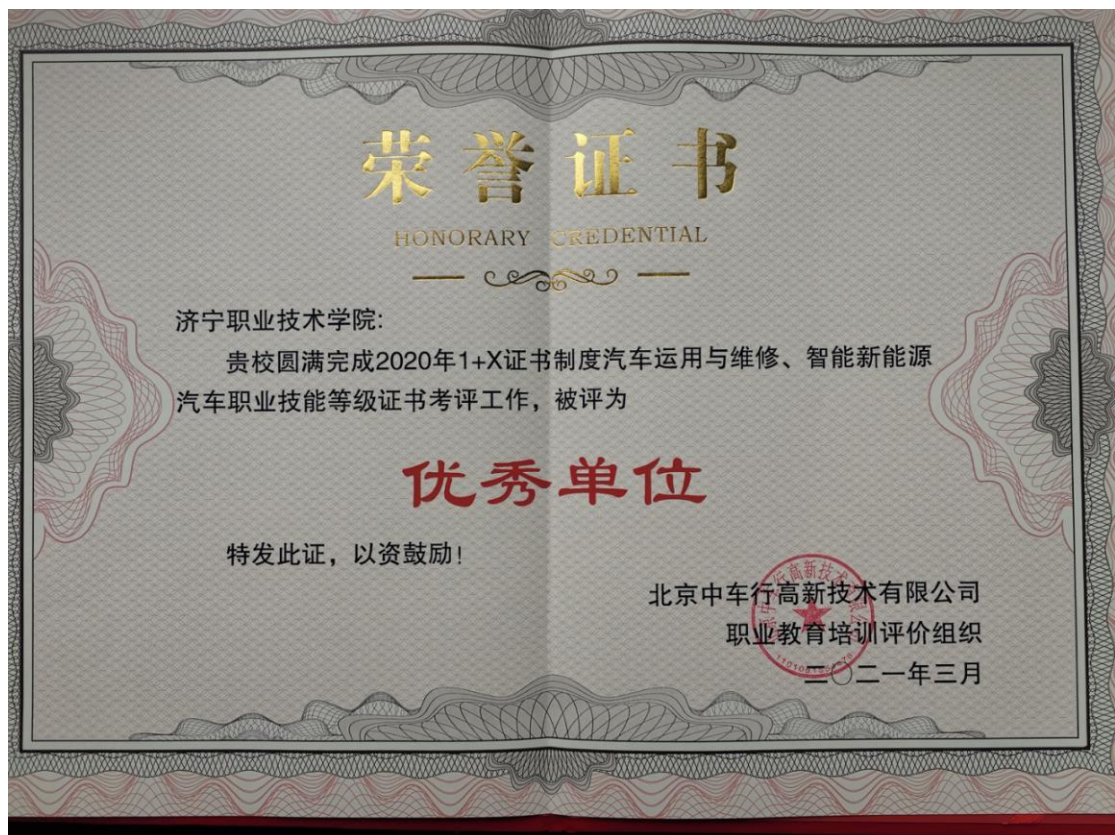 荣誉证书
HONORARY CREDENTIAL
济宁职业技术学院:
贵校圆满完成2020年1+X证书制度汽车运用与维修、智能新能源
汽车职业技能等级证书考评工作，被评为
优秀单位
特发此证，以资鼓励!
北京中车行高新技术有限公司
职业教育培训评价组织
二〇二一年三月